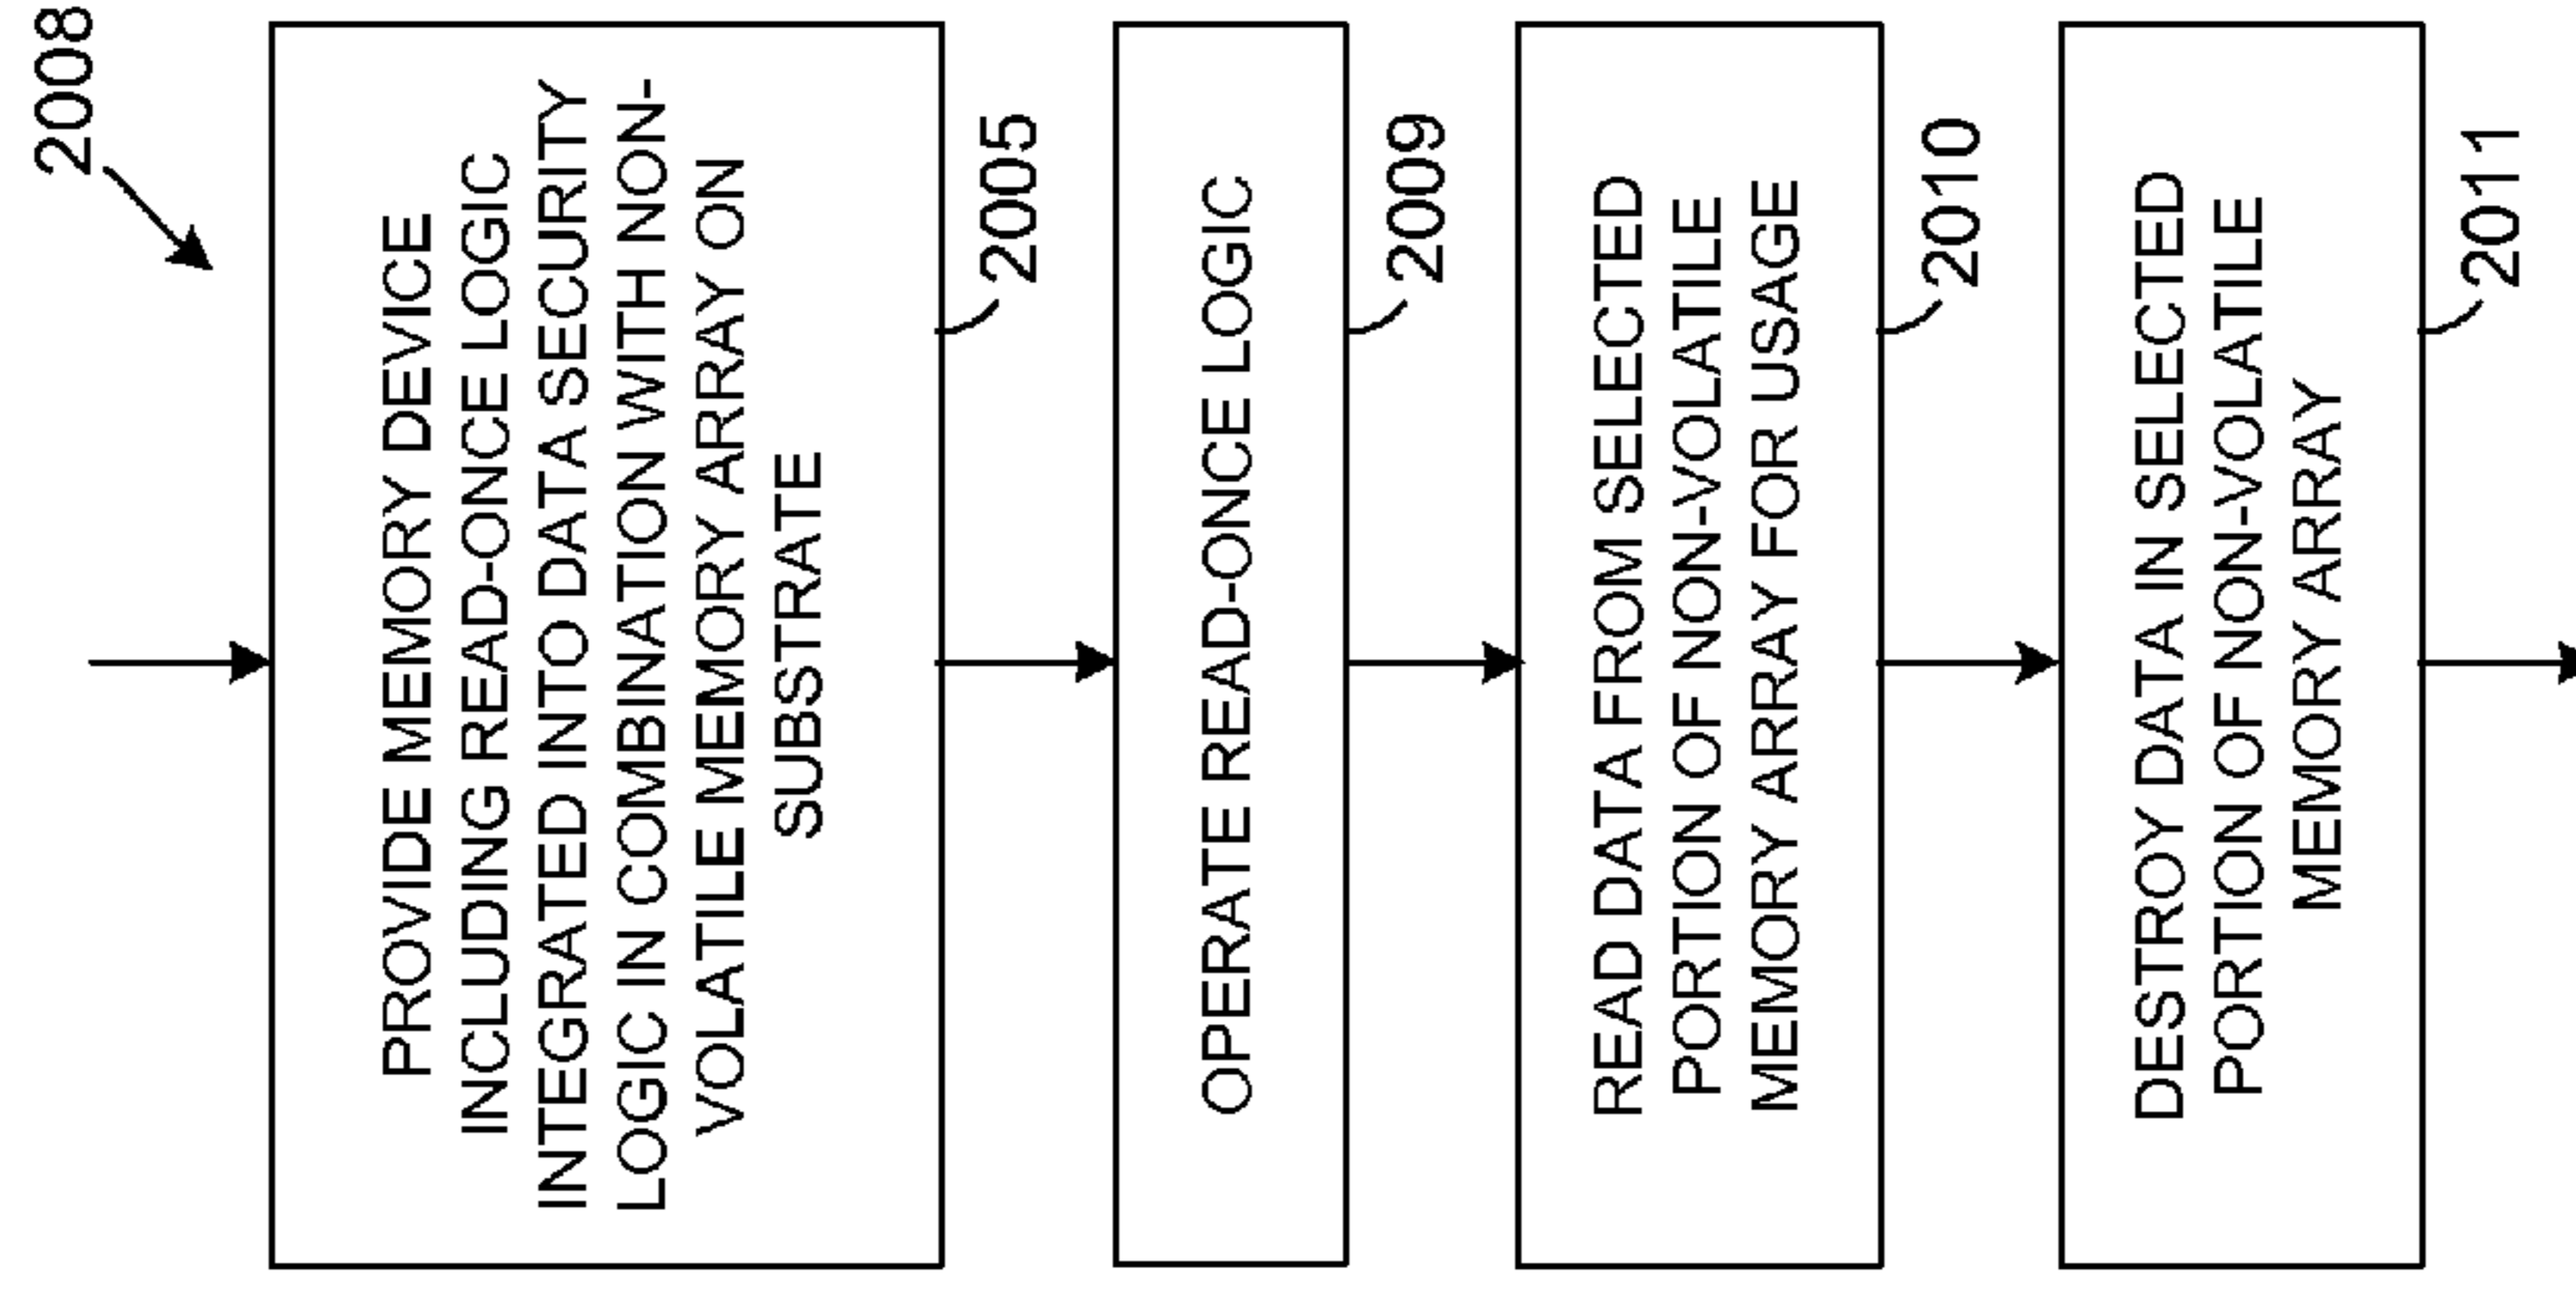 2008
PROVIDE MEMORY DEVICE
INCLUDING READ-ONCE LOGIC
INTEGRATED INTO DATA SECURITY
LOGIC IN COMBINATION WITH NON-
VOLATILE MEMORY ARRAY ON
SUBSTRATE
2005
OPERATE READ-ONCE LOGIC
2009
READ DATA FROM SELECTED
PORTION OF NON-VOLATILE
MEMORY ARRAY FOR USAGE
2010
DESTROY DATA IN SELECTED
PORTION OF NON-VOLATILE
MEMORY ARRAY
2011